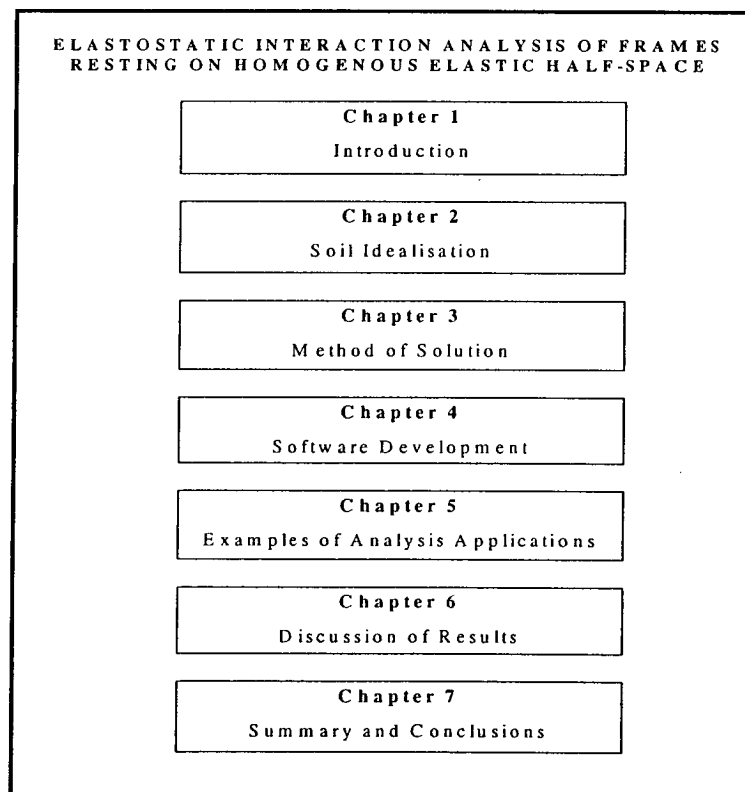 ELASTOSTATIC INTERACTION ANALYSIS OF FRAMES
RESTING ON HOMOGENOUS ELASTIC HALF-SPACE
Chapter 1
Introduction
Chapter 2
Soil Idealisation
Chapter 3
Method of Solution
Chapter 4
Software Development
Chapter 5
Examples of Analysis Applications
Chapter 6
Discussion of Results
Chapter 7
Summary and Conclusions